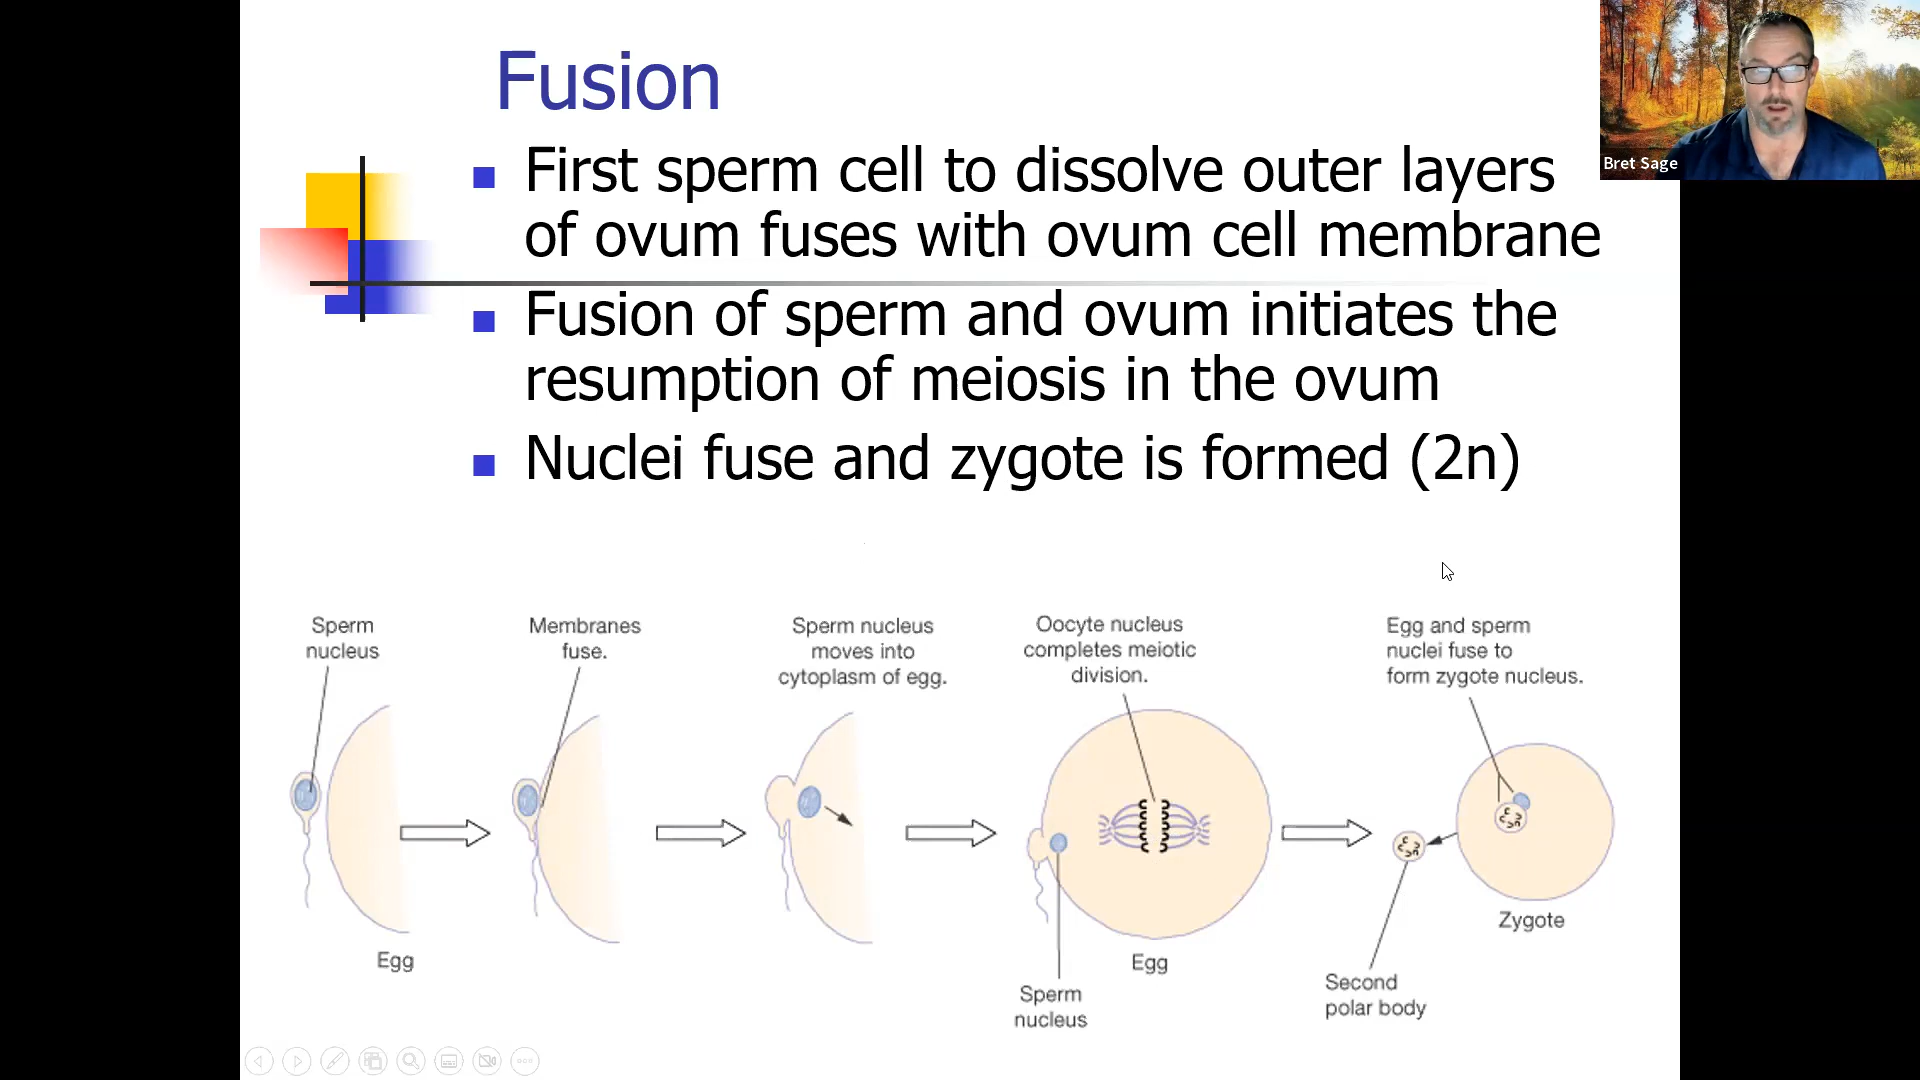 Fusion
First sperm cell to dissolve outer layers
of ovum fuses with ovum cell membrane
Fusion of sperm and ovum initiates the
resumption of meiosis in the ovum
Nuclei fuse and zygote is formed (2n)
Bret Sage
Sperm
nucleus
Membranes
fuse.
Sperm nucleus
moves into
cytoplasm of egg.
Oocyte nucleus
completes meiotic
division.
Egg and sperm
nuclei fuse to
form zygote nucleus.
Egg
Sperm
nucleus
Egg
Second
polar body
Zygote